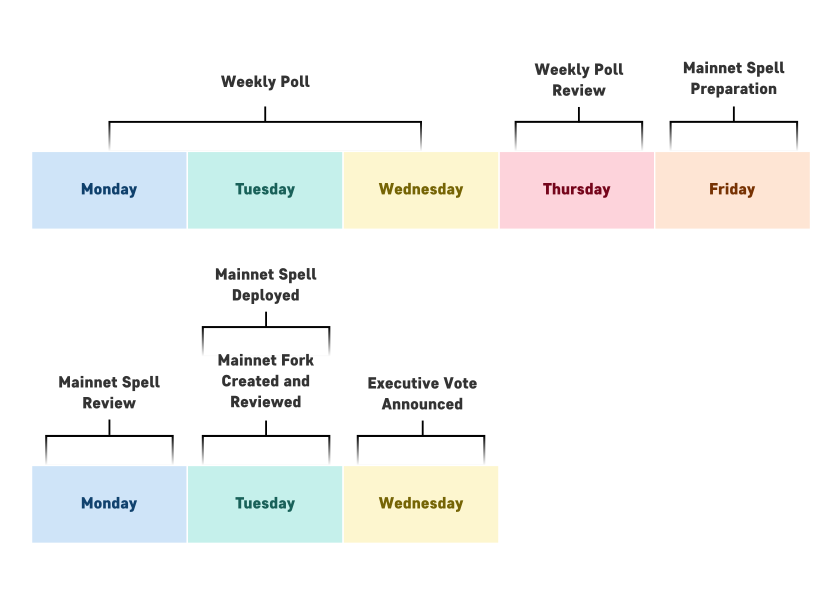 Weekly Poll
Weekly Poll
Review
Mainnet Spell
Preparation
Monday
Tuesday
Wednesday
Thursday
Friday
Mainnet Spell
Deployed
Mainnet Spell
Review
Mainnet Fork
Created and
Reviewed
Executive Vote
Announced
Monday
Tuesday
Wednesday